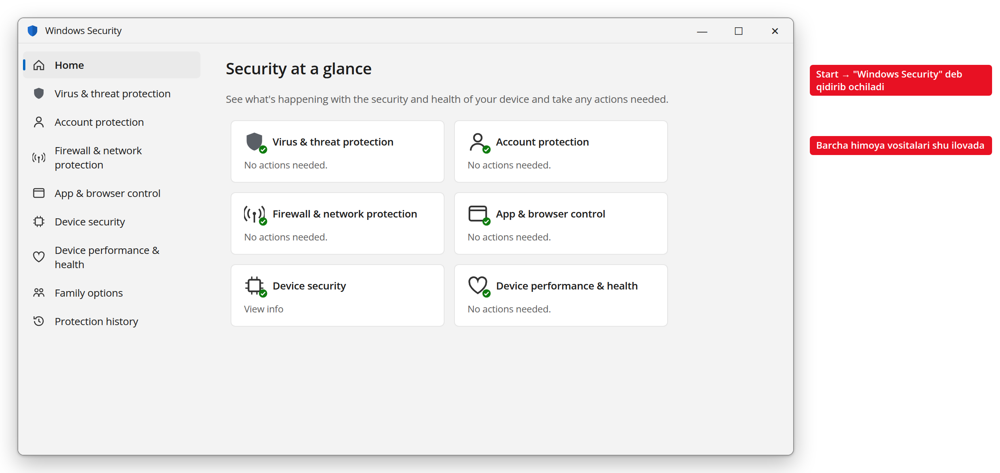 Windows Security
Home
Virus & threat protection
Account protection
Firewall & network
protection
App & browser control
Device security
Device performance &
health
Family options
Protection history
Security at a glance
See what's happening with the security and health of your device and take any actions needed.
Virus & threat protection
No actions needed.
Account protection
No actions needed.
Firewall & network protection
No actions needed.
App & browser control
No actions needed.
Device security
View info
Device performance & health
No actions needed.
Start → "Windows Security" deb
qidirib ochiladi
Barcha himoya vositalari shu ilovada